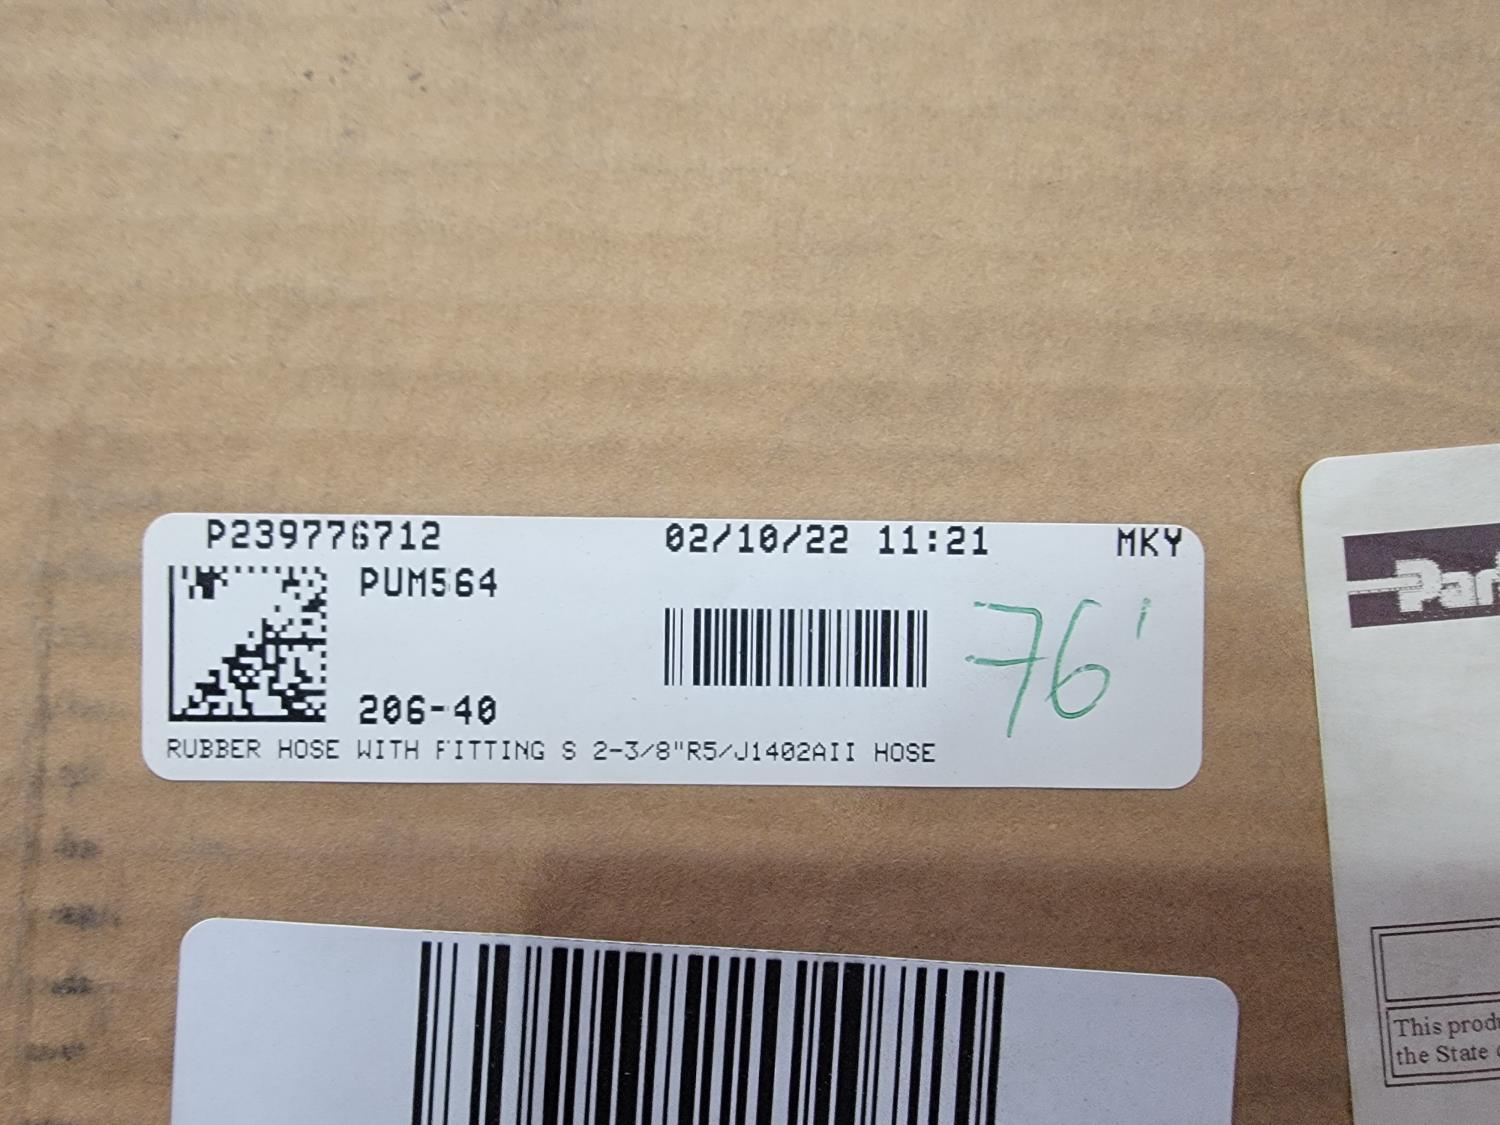 P239776712 02/10/22 11:21 MKY
PUM564
76'
206-40
RUBBER HOSE WITH FITTING S 2-3/8"R5/J1402AII HOSE
This
the State